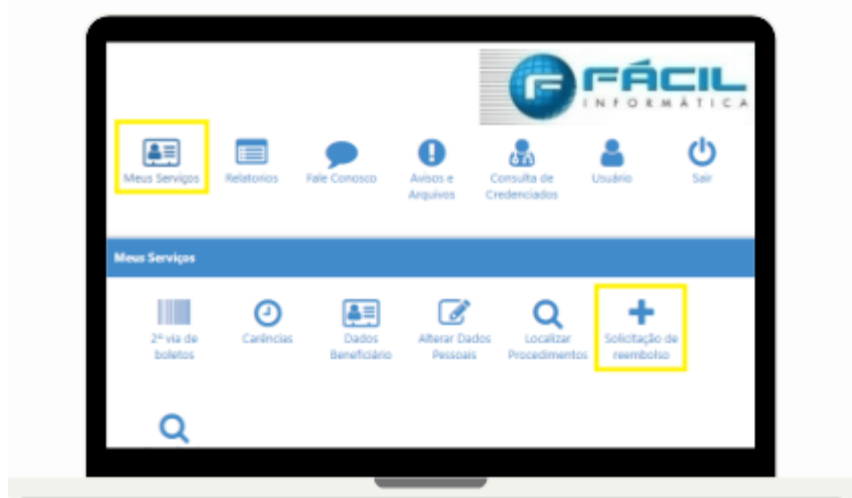 FÁCIL
INFORMÁTICA
Meus Serviços
Relatorios
Fale Conosco
Avisos e
Arquivos
Consulta de
Credenciados
Usuário
Sair
Meus Serviços
2ª via de
boletos
Carências
Dados
Beneficiário
Alterar Dados
Pessoais
Localizar
Procedimentos
Solicitação de
reembolso